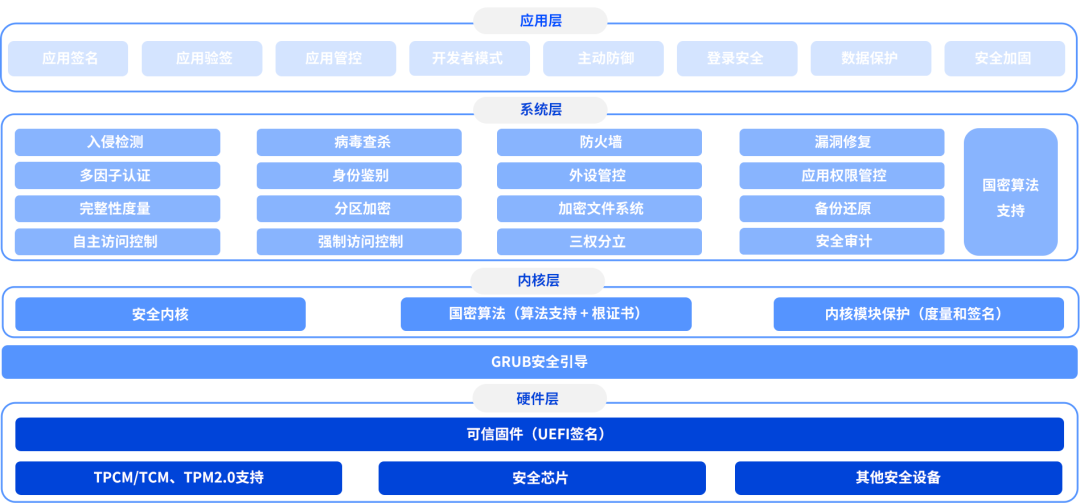 应用层
应用签名
应用验签
应用管控
开发者模式
主动防御
登录安全
数据保护
安全加固
系统层
入侵检测
病毒查杀
防火墙
漏洞修复
多因子认证
身份鉴别
外设管控
应用权限管控
完整性度量
分区加密
加密文件系统
备份还原
自主访问控制
强制访问控制
三权分立
安全审计
国密算法
支持
内核层
安全内核
国密算法（算法支持 + 根证书）
内核模块保护（度量和签名）
GRUB安全引导
硬件层
可信固件（UEFI签名）
TPCM/TCM、TPM2.0支持
安全芯片
其他安全设备